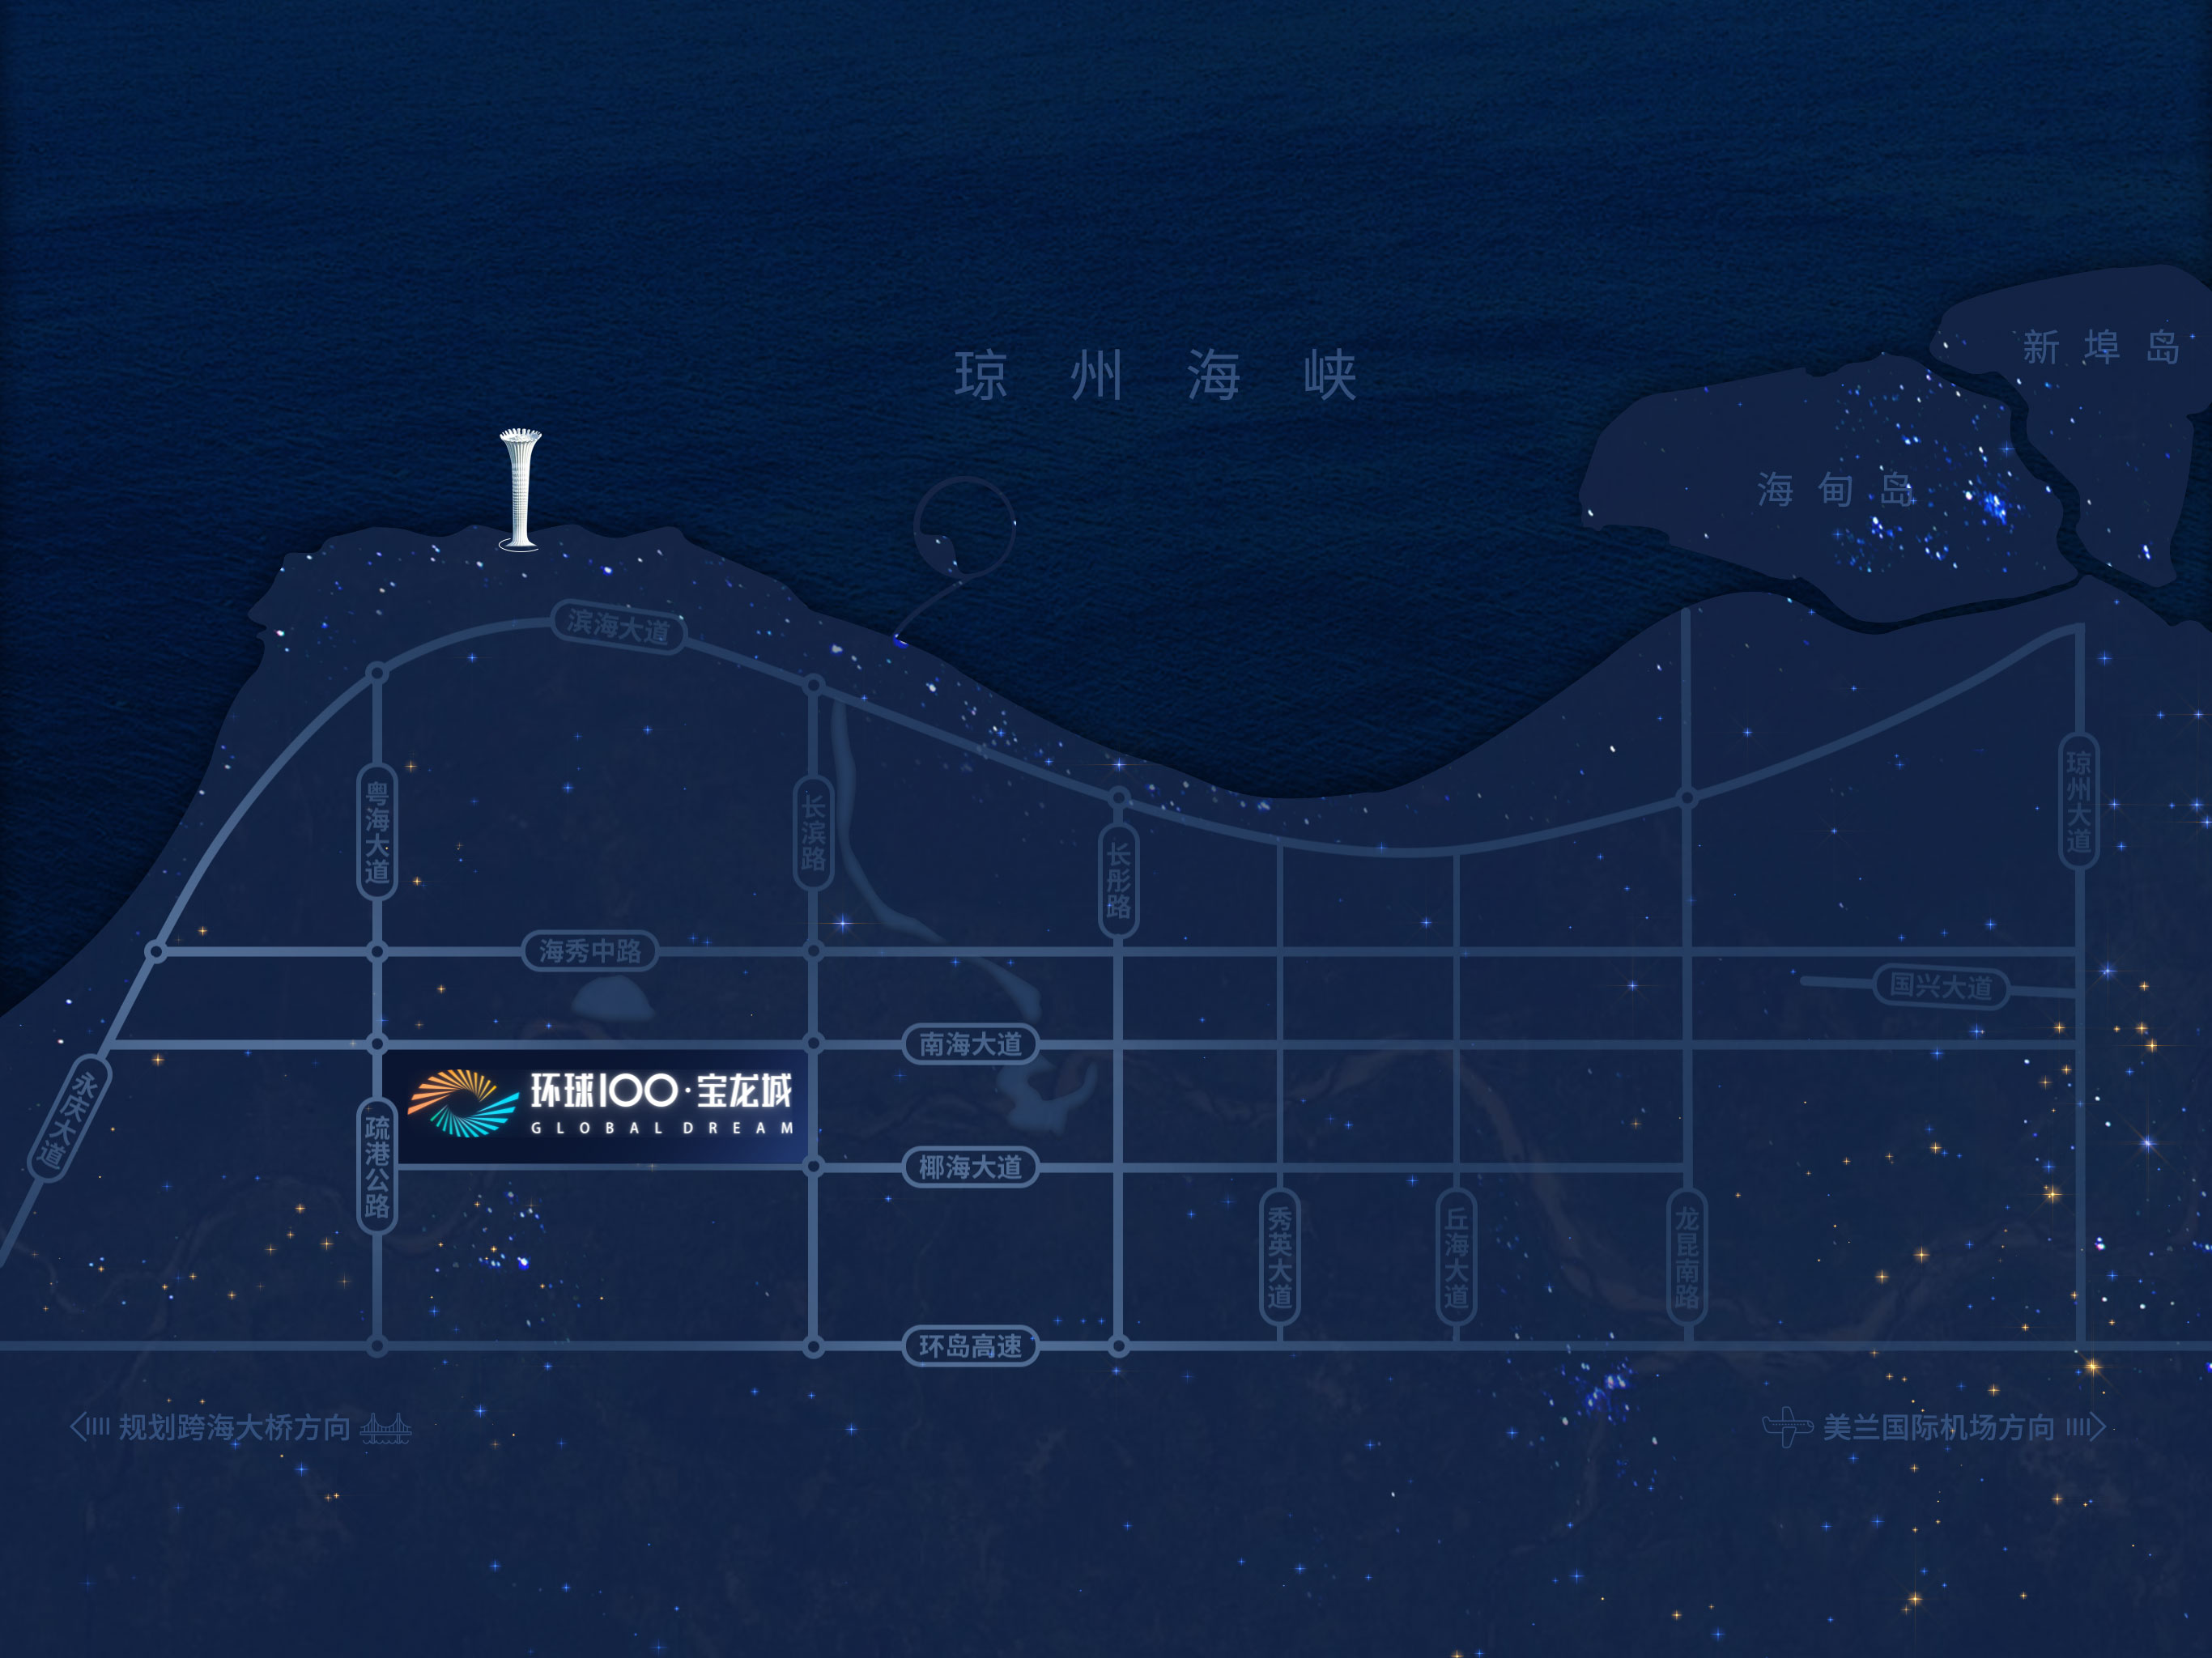 琼州海峡
新埠岛
海甸岛
滨海大道
粤海大道
长滨路
长彤路
琼州大道
海秀中路
国兴大道
南海大道
永庆大道
疏港公路
环球100·宝龙城
GLOBAL DREAM
椰海大道
秀英大道
丘海大道
龙昆南路
环岛高速
规划跨海大桥方向
美兰国际机场方向